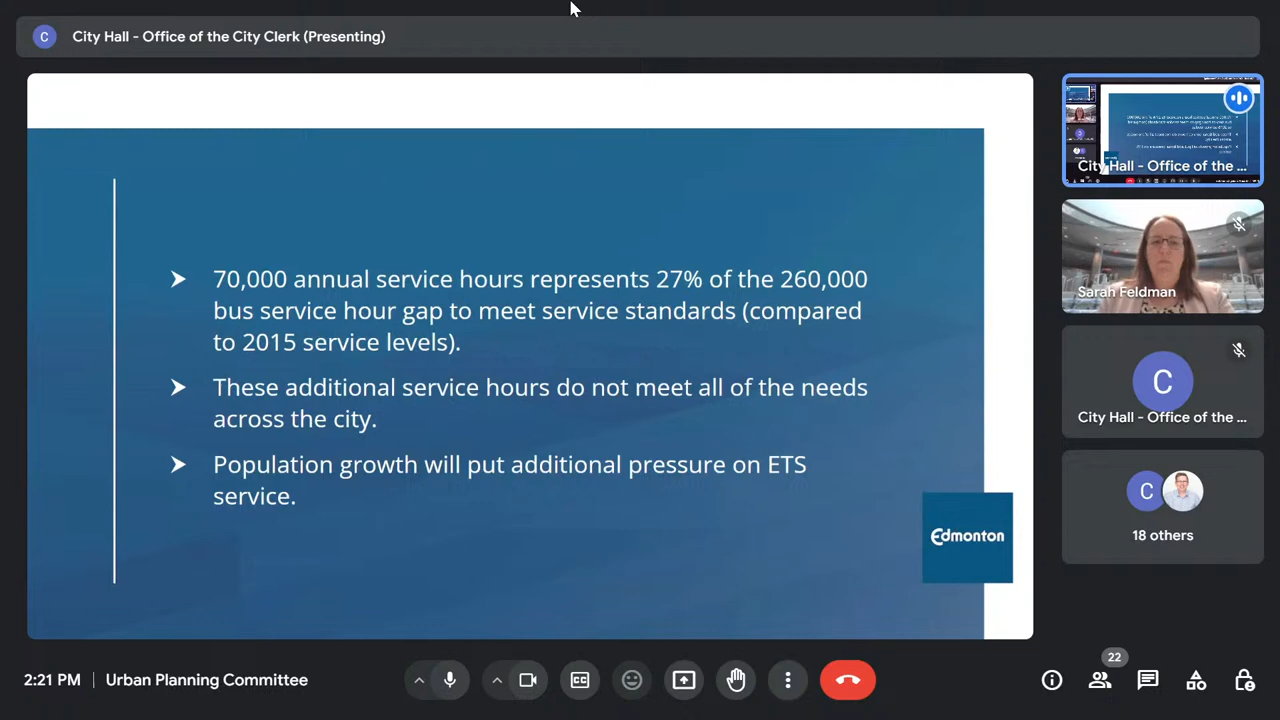 C City Hall - Office of the City Clerk (Presenting)
70,000 annual service hours represents 27% of the 260,000
bus service hour gap to meet service standards (compared
to 2015 service levels).
These additional service hours do not meet all of the needs
across the city.
Population growth will put additional pressure on ETS
service.
Edmonton
City Hall - Office of the ...
Sarah Feldman
C
City Hall - Office of the ...
C
18 others
2:21 PM | Urban Planning Committee
CC
22